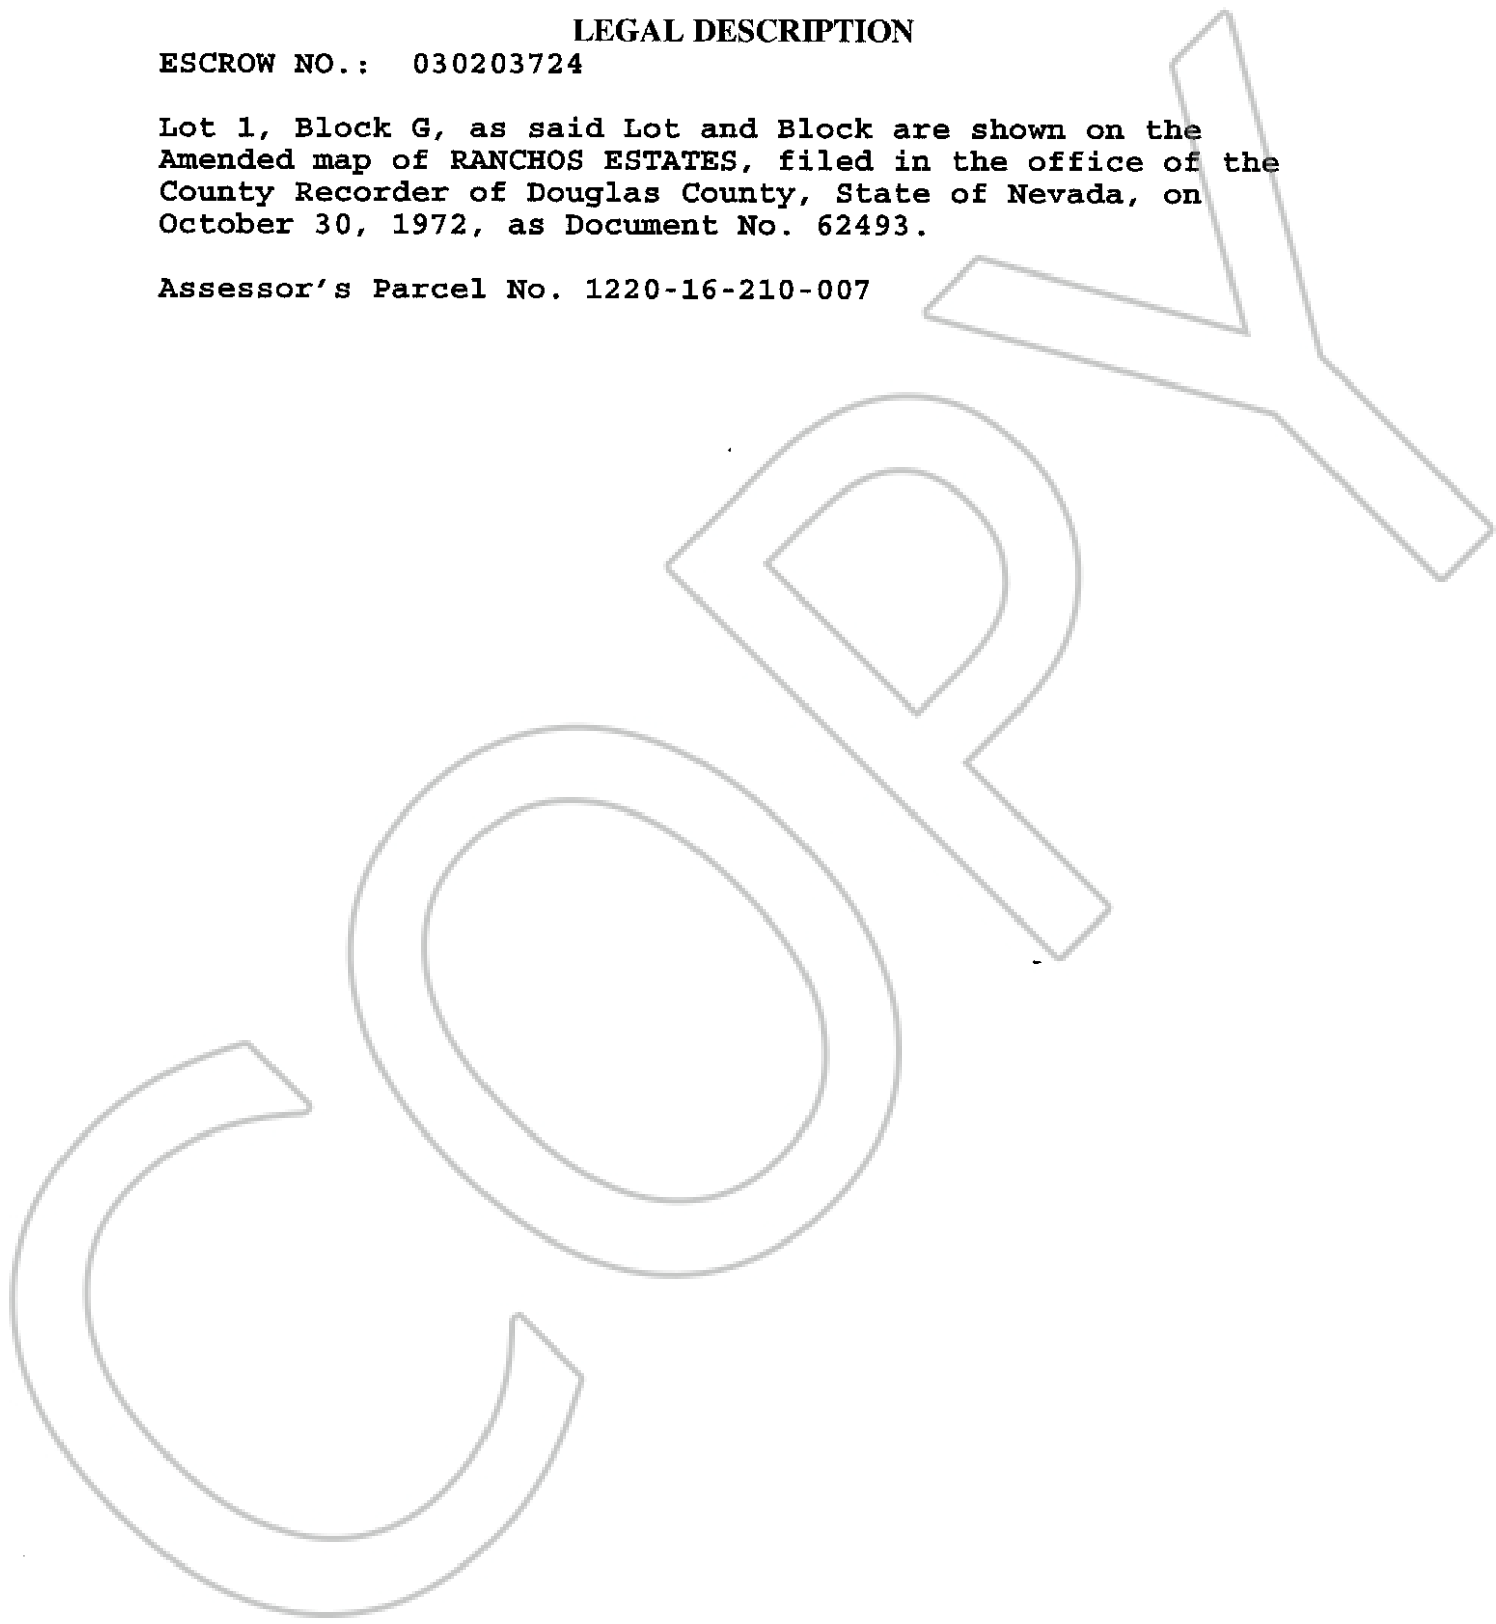 LEGAL DESCRIPTION
ESCROW NO.: 030203724
Lot 1, Block G, as said Lot and Block are shown on the
Amended map of RANCHOS ESTATES, filed in the office of the
County Recorder of Douglas County, State of Nevada, on
October 30, 1972, as Document No. 62493.
Assessor's Parcel No. 1220-16-210-007
COPY